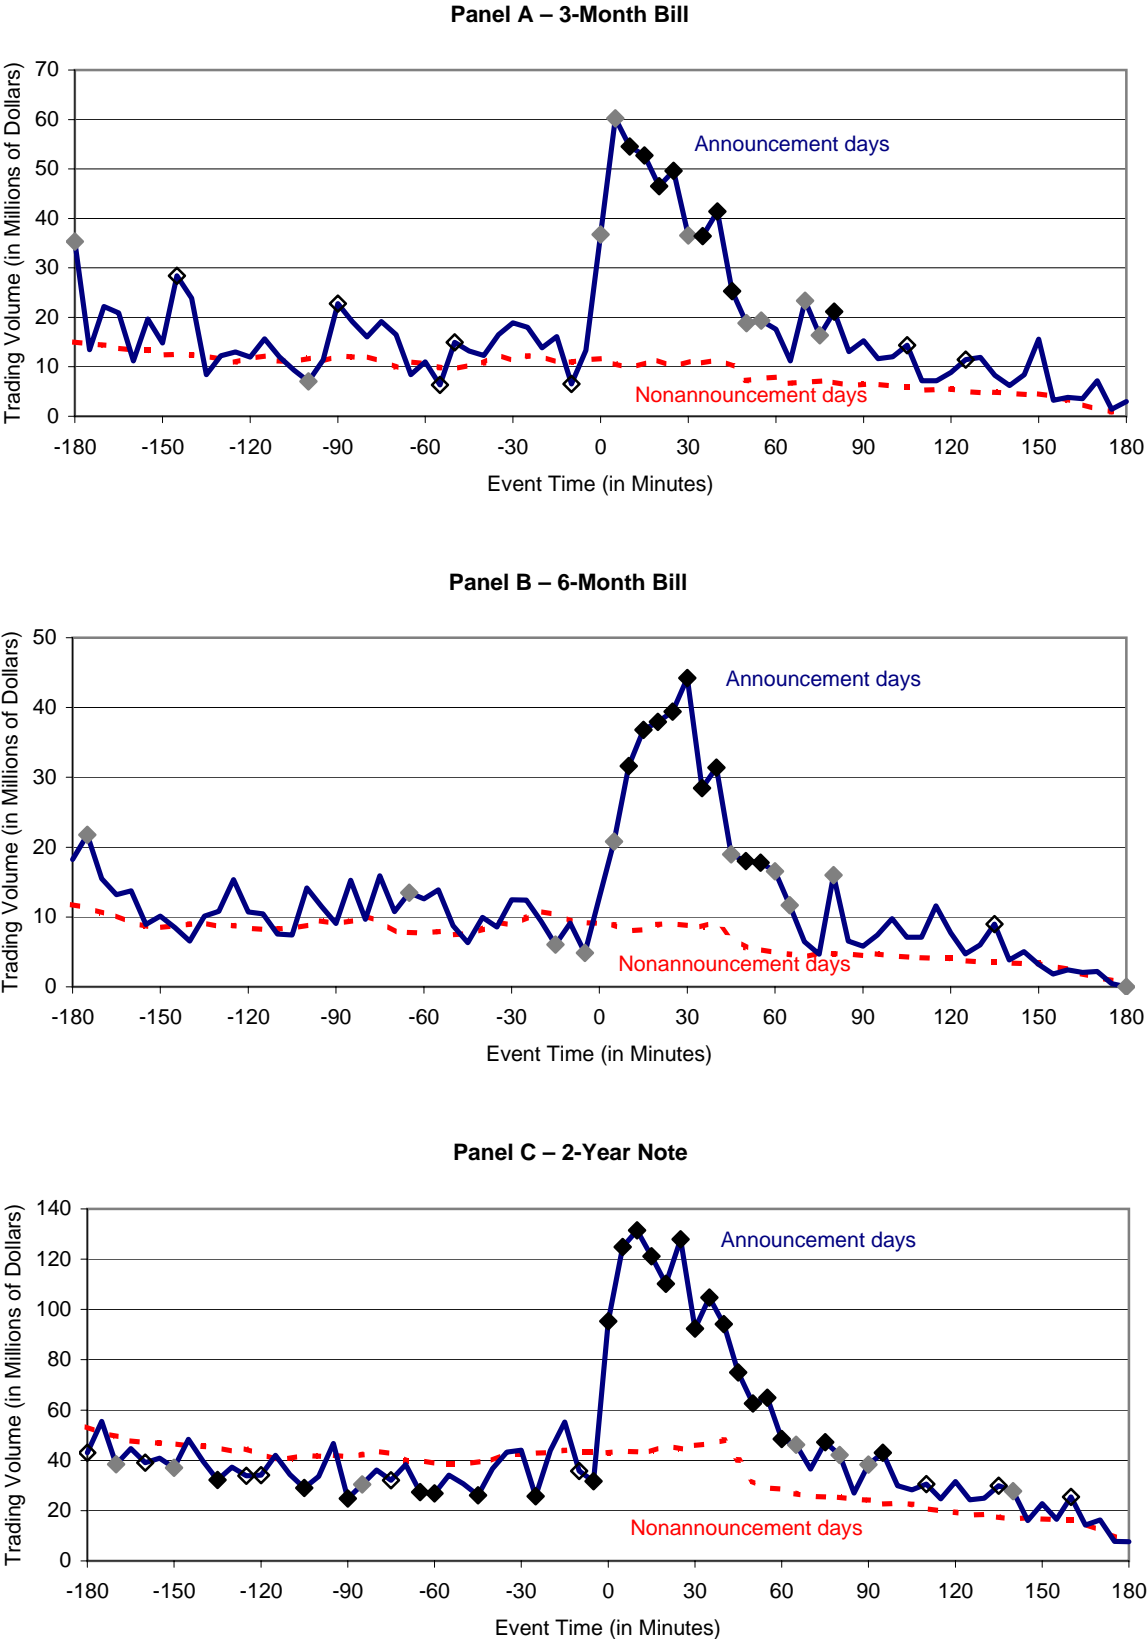 Panel A – 3-Month Bill
Trading Volume (in Millions of Dollars)
70
60
50
40
30
20
10
0
Announcement days
Nonannouncement days
-180 -150 -120 -90 -60 -30 0 30 60 90 120 150 180
Event Time (in Minutes)
Panel B – 6-Month Bill
Trading Volume (in Millions of Dollars)
50
40
30
20
10
0
Announcement days
Nonannouncement days
-180 -150 -120 -90 -60 -30 0 30 60 90 120 150 180
Event Time (in Minutes)
Panel C – 2-Year Note
Trading Volume (in Millions of Dollars)
140
120
100
80
60
40
20
0
Announcement days
Nonannouncement days
-180 -150 -120 -90 -60 -30 0 30 60 90 120 150 180
Event Time (in Minutes)